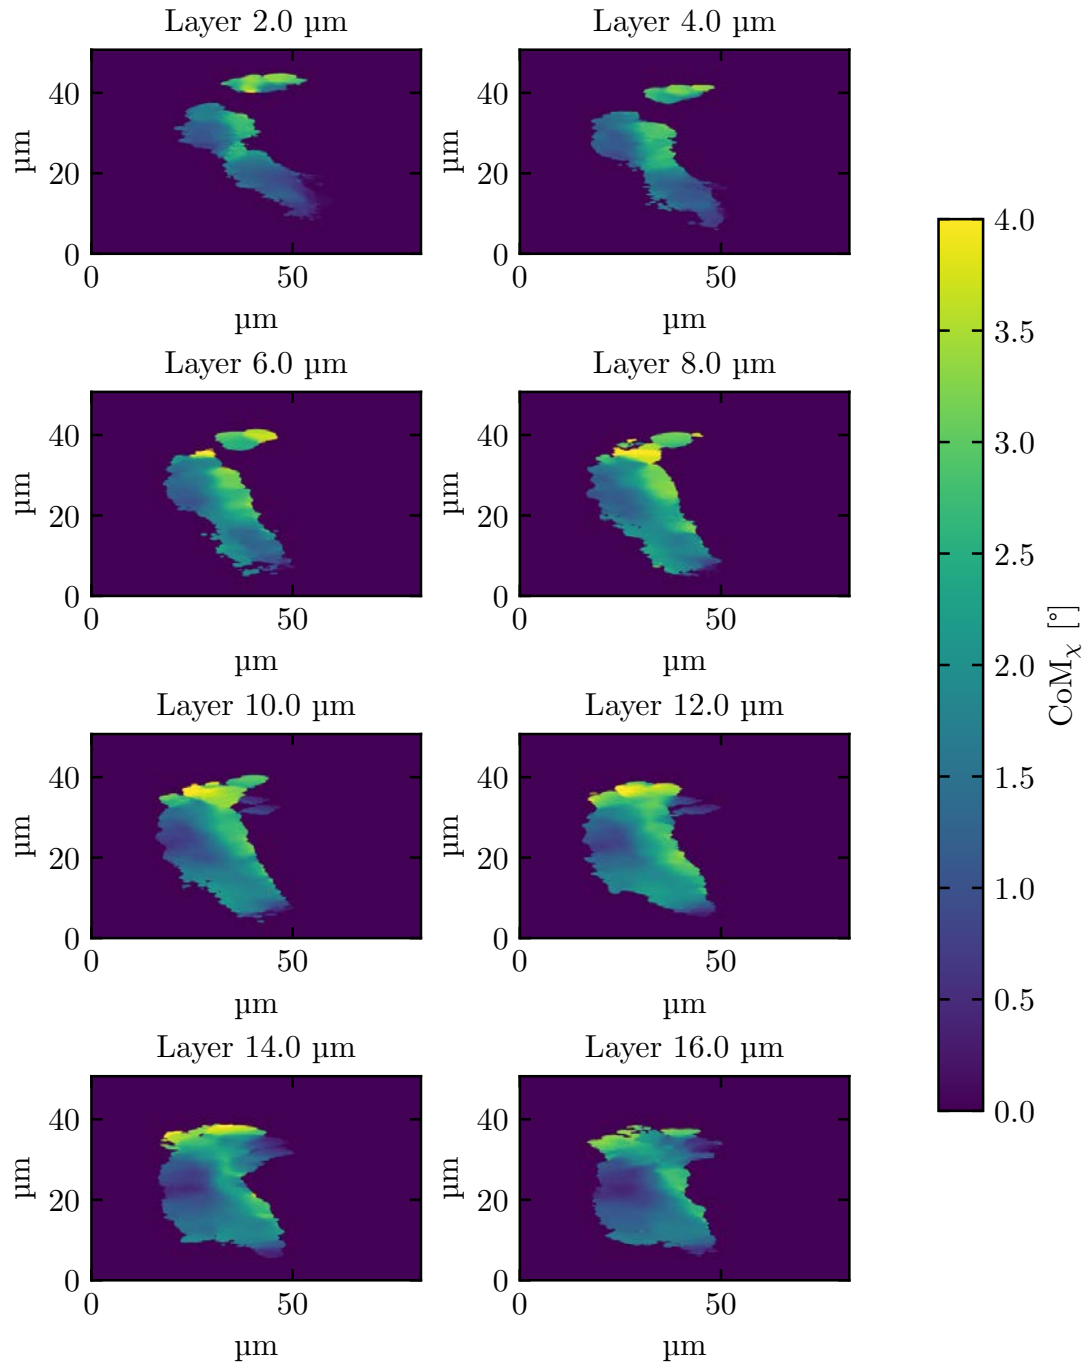 Layer 2.0 µm
Layer 4.0 µm
40
20
0
µm
0
50
µm
40
20
0
µm
0
50
µm
Layer 6.0 µm
Layer 8.0 µm
40
20
0
µm
0
50
µm
40
20
0
µm
0
50
µm
Layer 10.0 µm
Layer 12.0 µm
40
20
0
µm
0
50
µm
40
20
0
µm
0
50
µm
Layer 14.0 µm
Layer 16.0 µm
40
20
0
µm
0
50
µm
40
20
0
µm
0
50
µm
4.0
3.5
3.0
2.5
2.0
1.5
1.0
0.5
0.0
CoMχ [°]